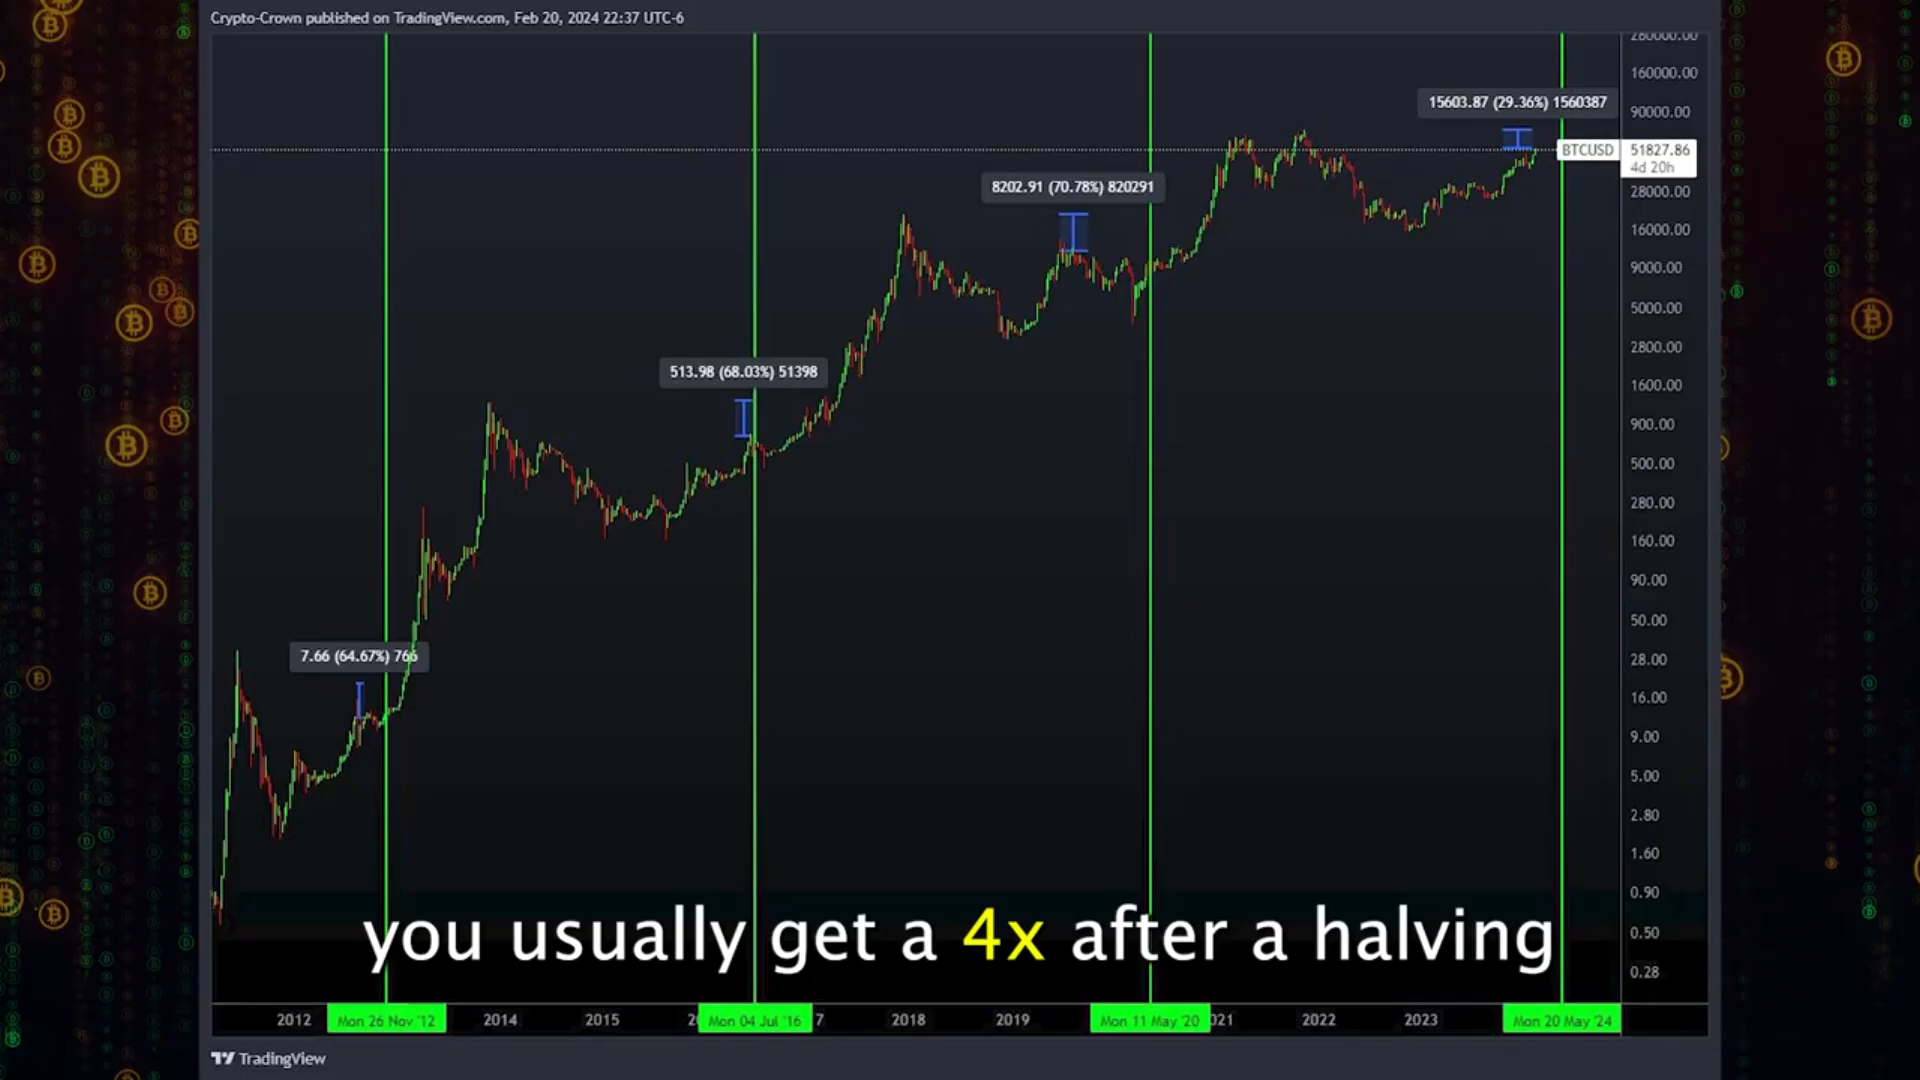 Crypto-Crown published on TradingView.com, Feb 20, 2024 22:37 UTC-6
280000.00
160000.00
15603.87 (29.36%) 1560387
90000.00
BTCUSD 51827.86
4d 20h
8202.91 (70.78%) 820291
28000.00
16000.00
9000.00
5000.00
2800.00
513.98 (68.03%) 51398
1600.00
900.00
500.00
280.00
160.00
90.00
50.00
7.66 (64.67%) 766
28.00
16.00
9.00
5.00
2.80
1.60
0.90
you usually get a 4x after a halving
0.50
0.28
2012 Mon 26 Nov '12 2014 2015 2 Mon 04 Jul '16 7 2018 2019 Mon 11 May '20 021 2022 2023 Mon 20 May '24
TradingView